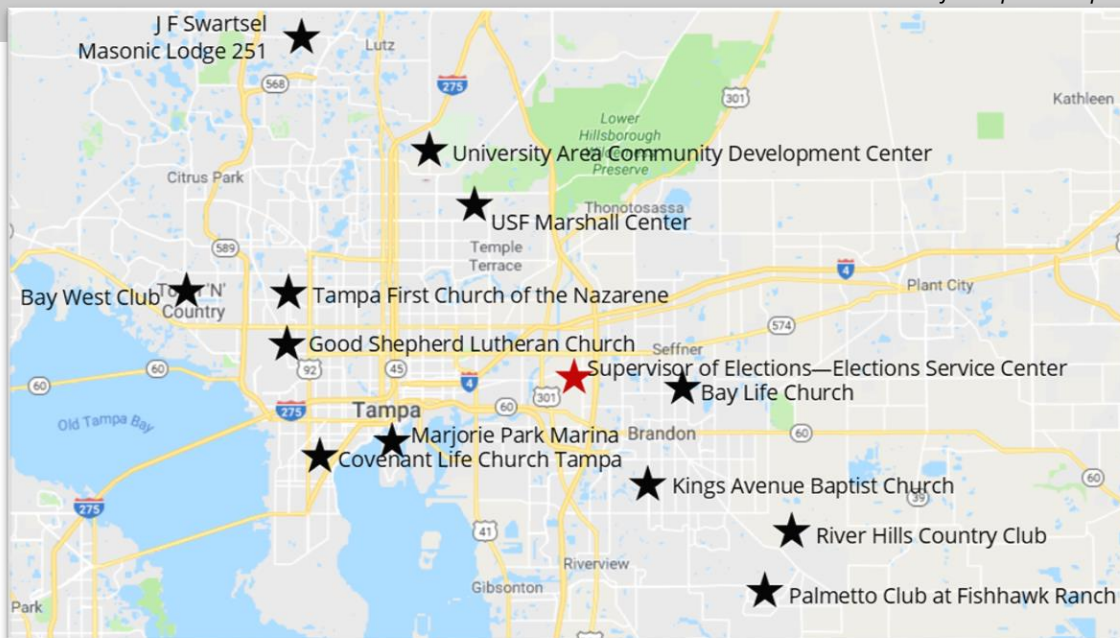 J F Swartsel
Masonic Lodge 251
Lutz
568
275
301
Kathleen
Lower
Hillsborough
Wilderness
Preserve
University Area Community Development Center
Citrus Park
Thonotosassa
USF Marshall Center
589
Temple
Terrace
4
Plant City
Bay West Club
Country
Tampa First Church of the Nazarene
574
Good Shepherd Lutheran Church
Seffner
60
60
92
45
4
Supervisor of Elections—Elections Service Center
301
Bay Life Church
275
Tampa
60
Old Tampa Bay
Marjorie Park Marina
Brandon
60
Covenant Life Church Tampa
60
Kings Avenue Baptist Church
39
275
41
River Hills Country Club
Riverview
Gibsonton
Palmetto Club at Fishhawk Ranch
Park